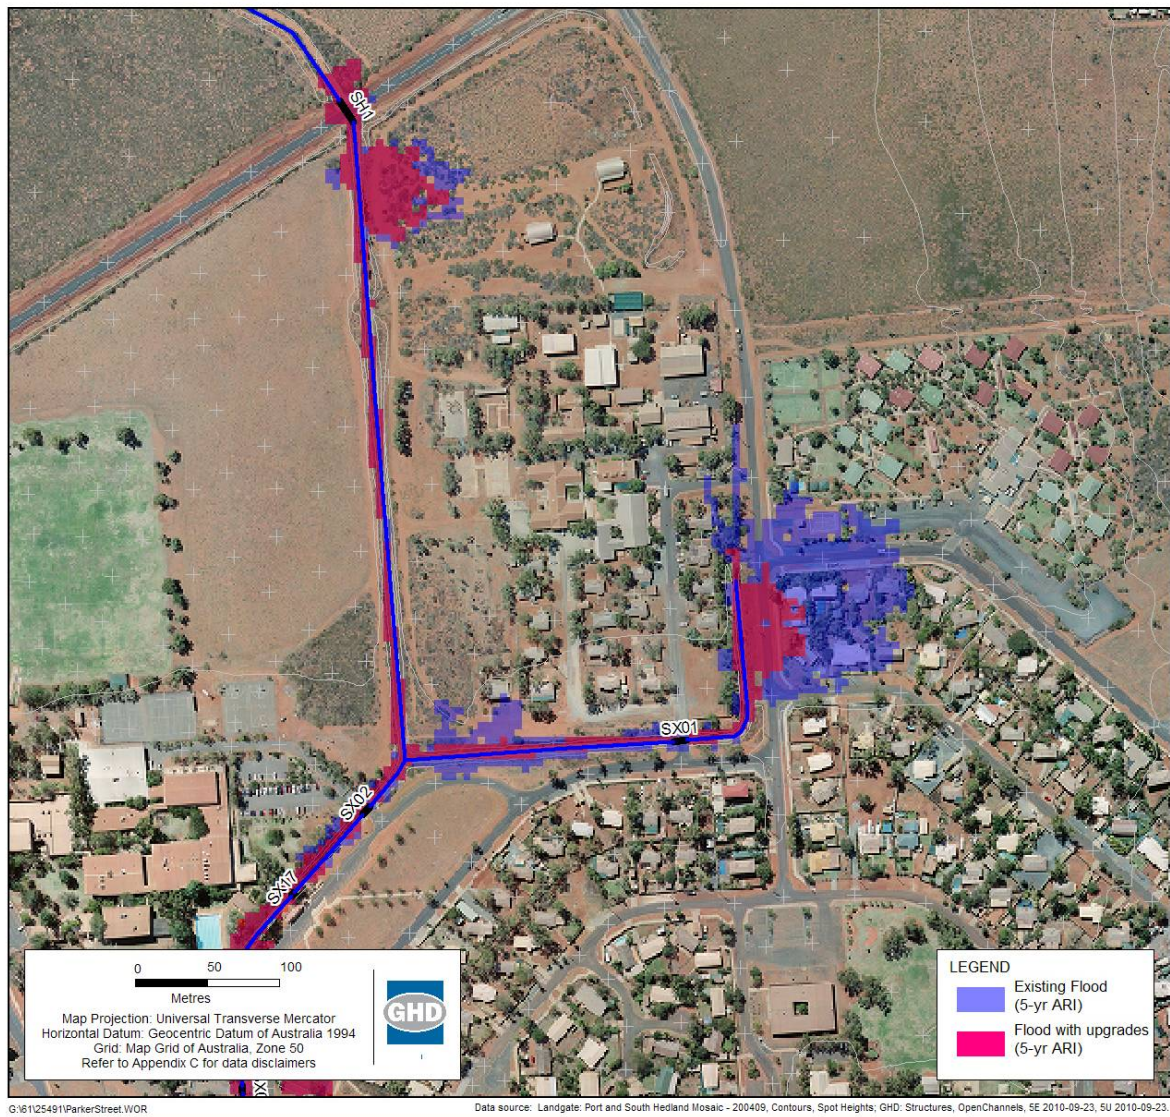 SH1
SX01
SX02
SX17
0 50 100
Metres
Map Projection: Universal Transverse Mercator
Horizontal Datum: Geocentric Datum of Australia 1994
Grid: Map Grid of Australia, Zone 50
Refer to Appendix C for data disclaimers
GHD
LEGEND
Existing Flood
(5-yr ARI)
Flood with upgrades
(5-yr ARI)
G:\61\25491\ParkerStreet.WOR
Data source: Landgate: Port and South Hedland Mosaic - 200409, Contours, Spot Heights; GHD: Structures, OpenChannels, 5E 2010-09-23, 5U 2010-09-23